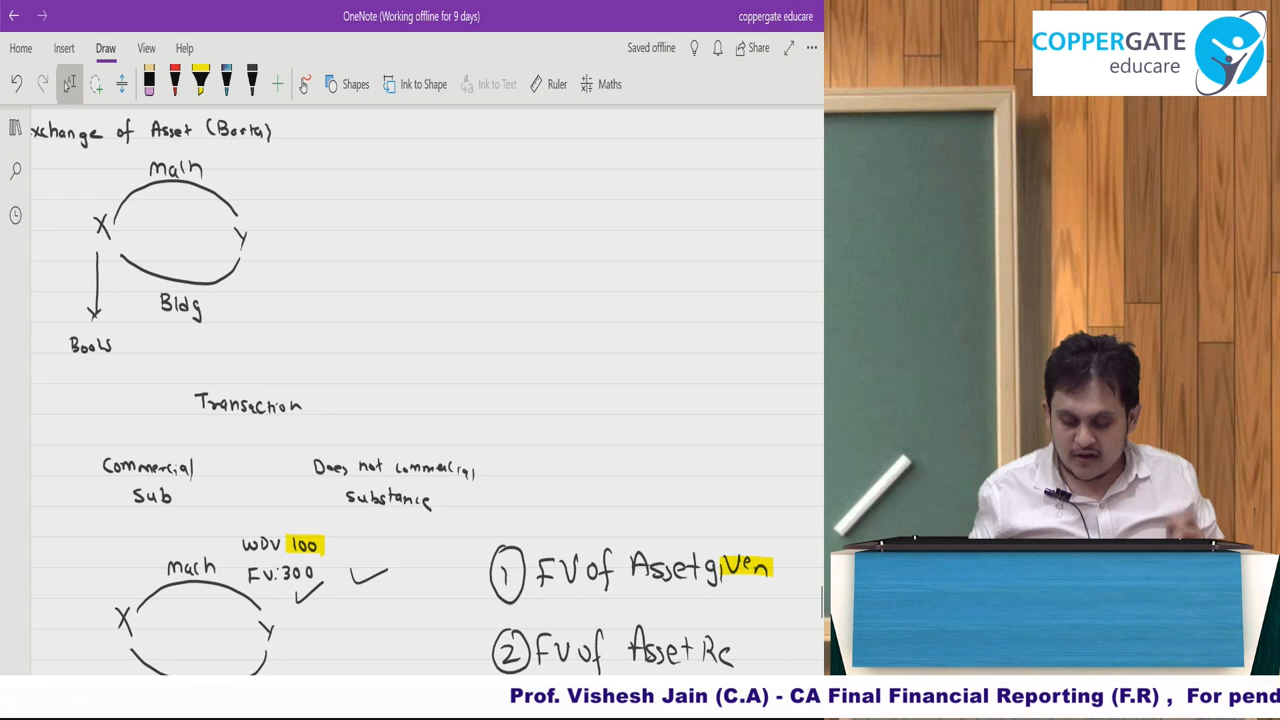 OneNote (Working offline for 9 days)
coppergate educare
Home Insert Draw View Help
Saved offline
Share
Shapes
Ink to Shape
Ink to Text
Ruler
Maths
xchange of Asset (Barta)
Mach
X
Y
Bldg
Books
Transaction
Commercial
Sub
Does not commercial
substance
WDV 100
Mach
FV:300
X
Y
① FV of Asset given
② FV of Asset Re
COPPERGATE
educare
Prof. Vishesh Jain (C.A) - CA Final Financial Reporting (F.R) , For pend